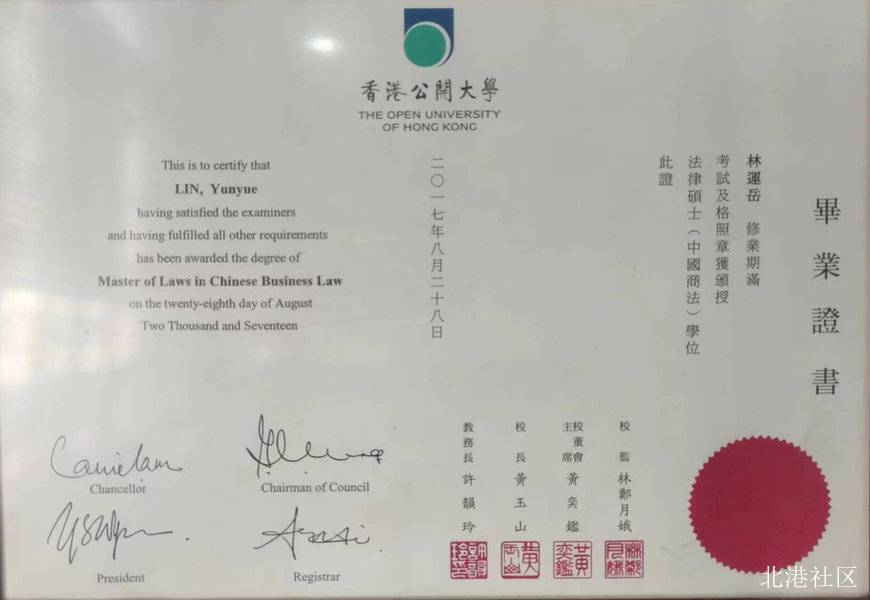 香港公開大學
THE OPEN UNIVERSITY
OF HONG KONG
This is to certify that
LIN, Yunyue
having satisfied the examiners
and having fulfilled all other requirements
has been awarded the degree of
Master of Laws in Chinese Business Law
on the twenty-eighth day of August
Two Thousand and Seventeen
畢業證書
林運岳 修業期滿
考試及格照章獲頒授
法律碩士（中國商法）學位
此證
二〇一七年八月二十八日
Chancellor
Chairman of Council
President
Registrar
校監 林鄭月娥
校董會主席 黃奕鑑
校長 黃玉山
教務長 許韻玲
北港社区